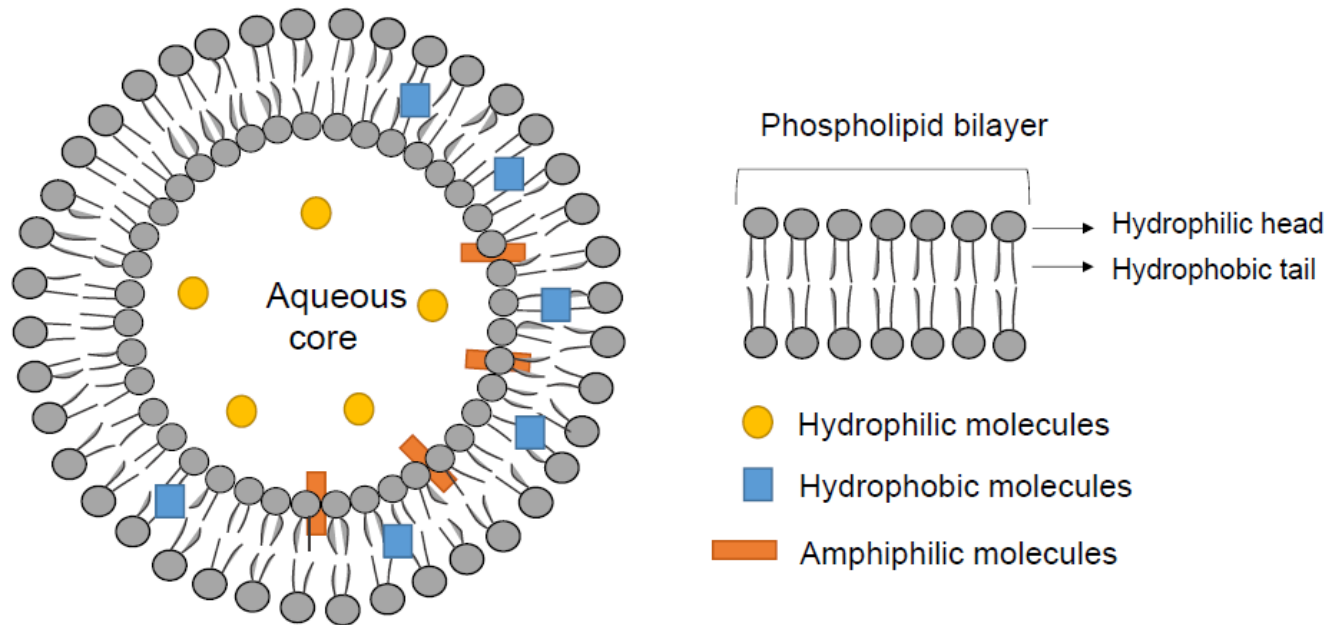 Aqueous
core
Phospholipid bilayer
Hydrophilic head
Hydrophobic tail
Hydrophilic molecules
Hydrophobic molecules
Amphiphilic molecules